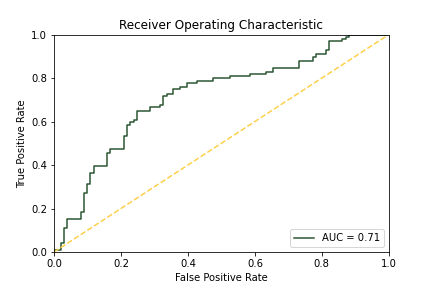 Receiver Operating Characteristic
1.0
0.8
0.6
0.4
0.2
0.0
True Positive Rate
AUC = 0.71
0.0 0.2 0.4 0.6 0.8 1.0
False Positive Rate